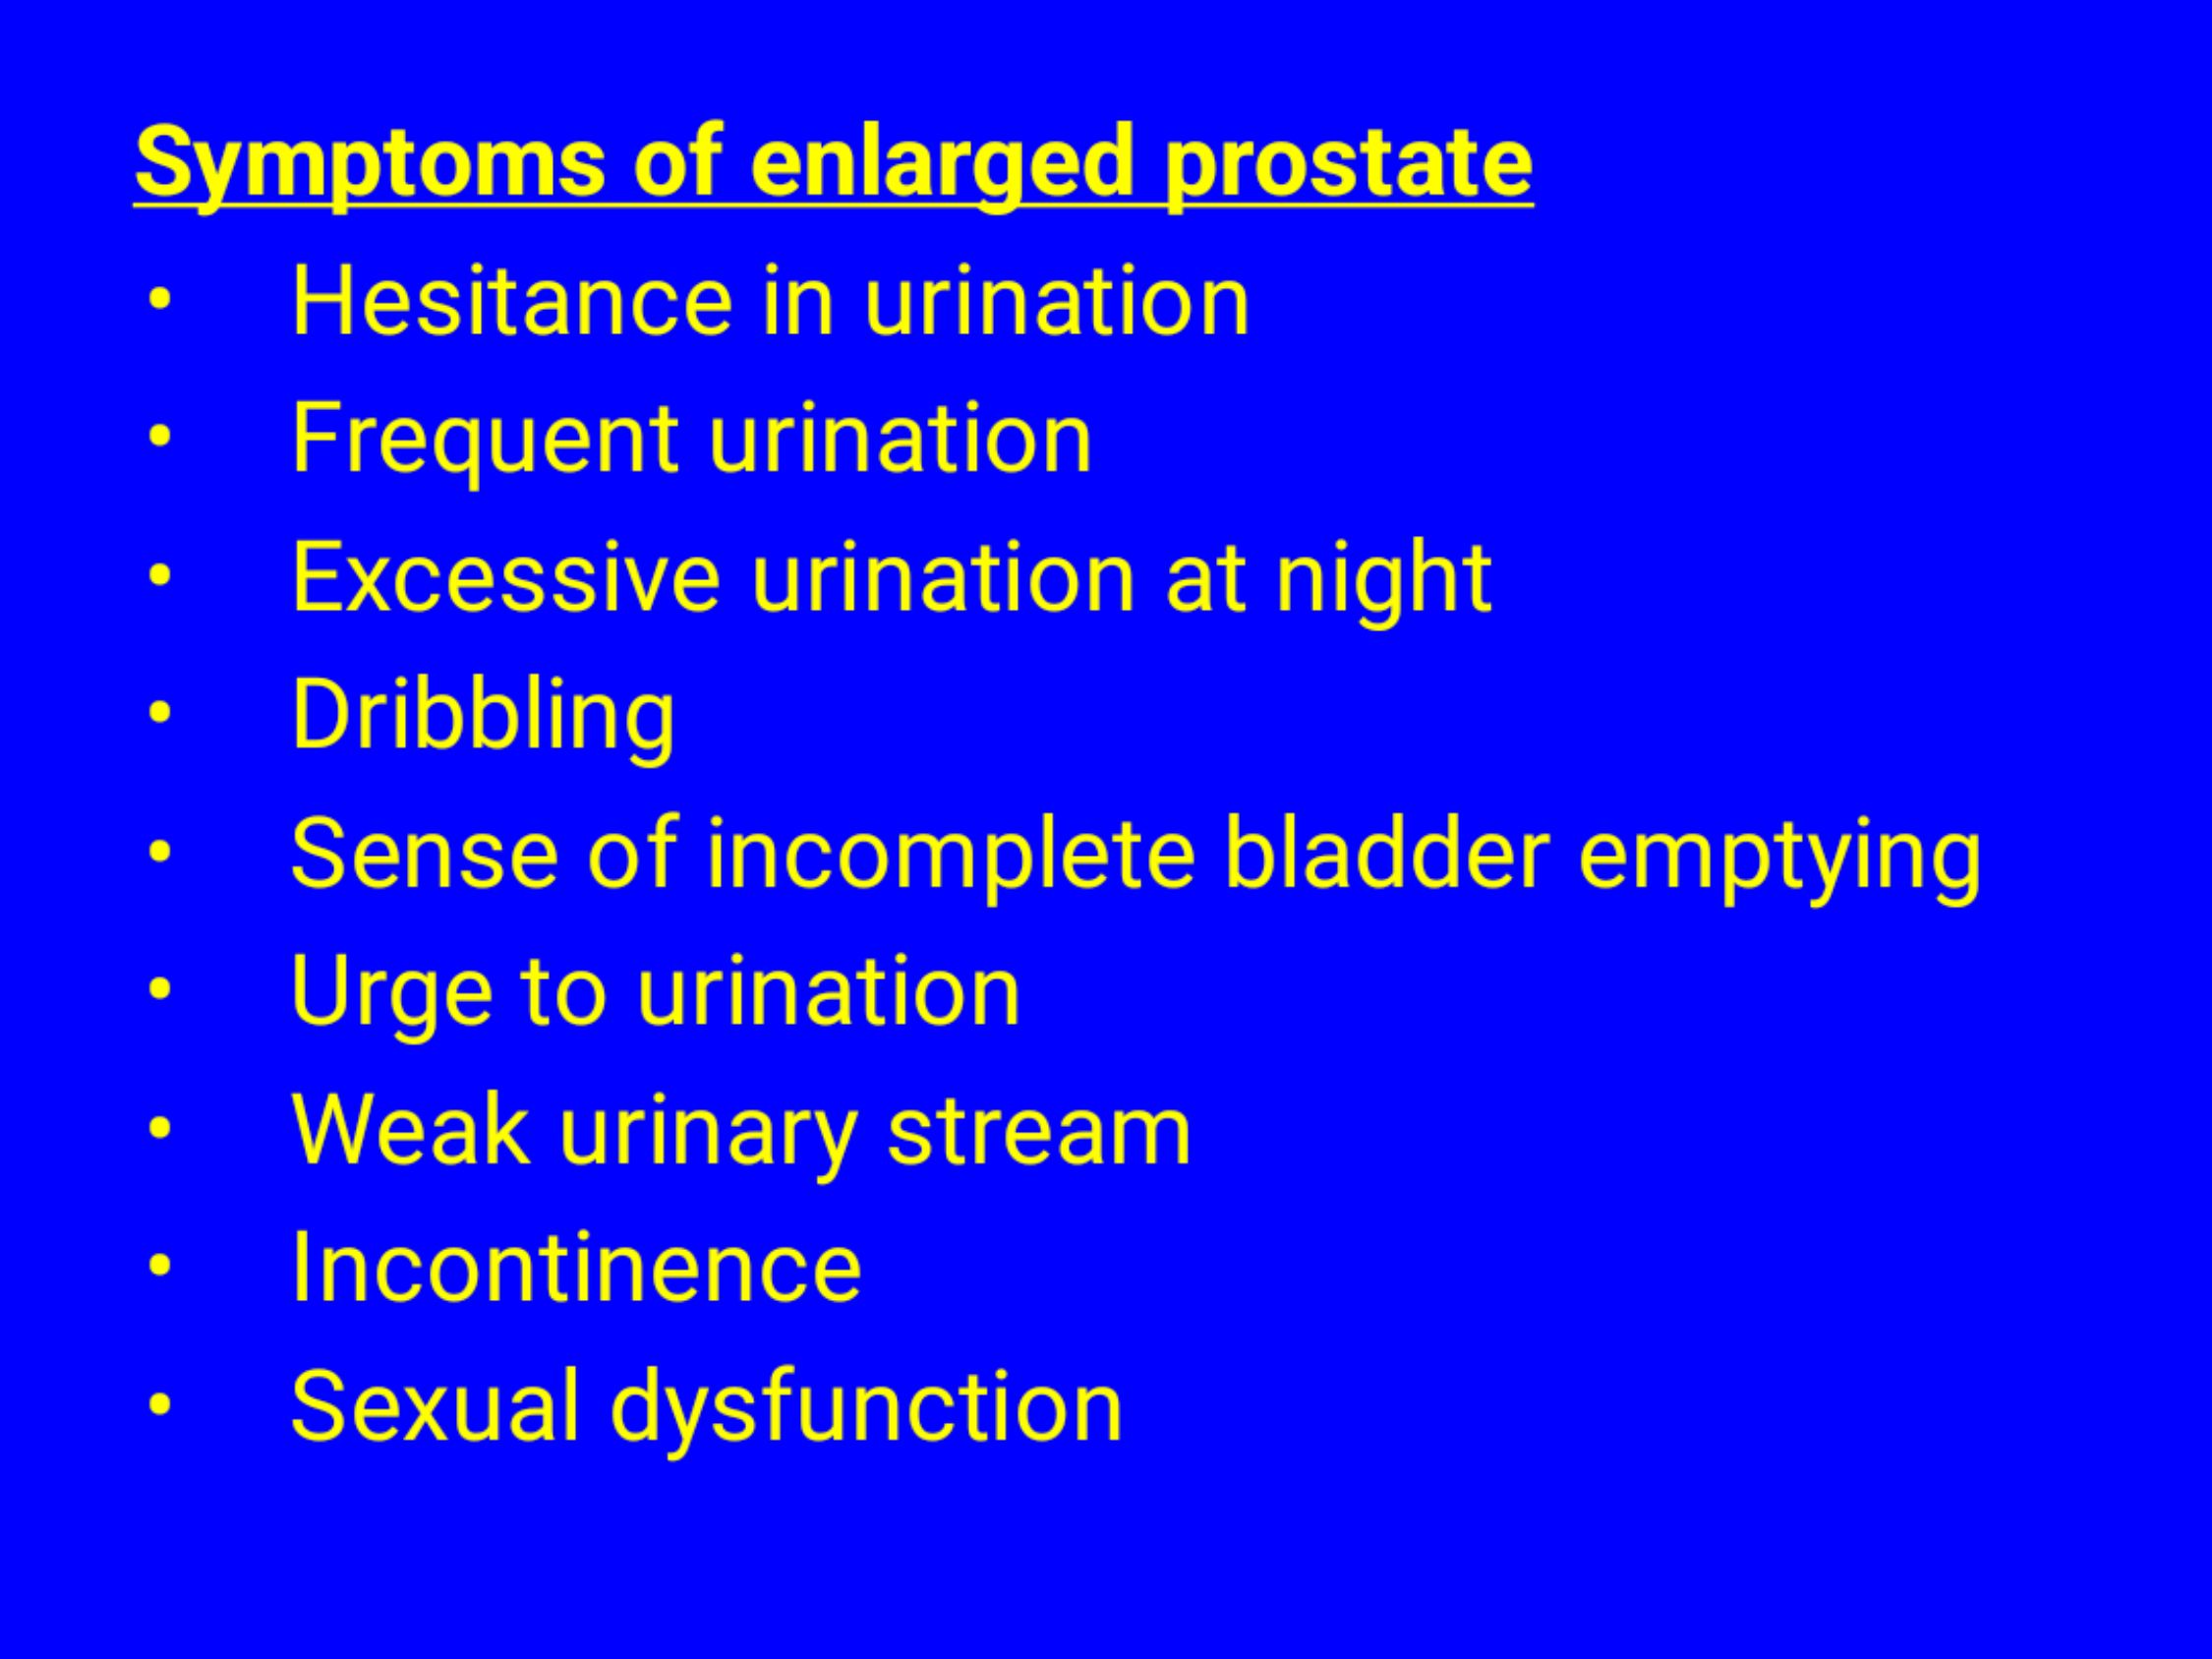 Symptoms of enlarged prostate
• Hesitance in urination
• Frequent urination
• Excessive urination at night
• Dribbling
• Sense of incomplete bladder emptying
• Urge to urination
• Weak urinary stream
• Incontinence
• Sexual dysfunction